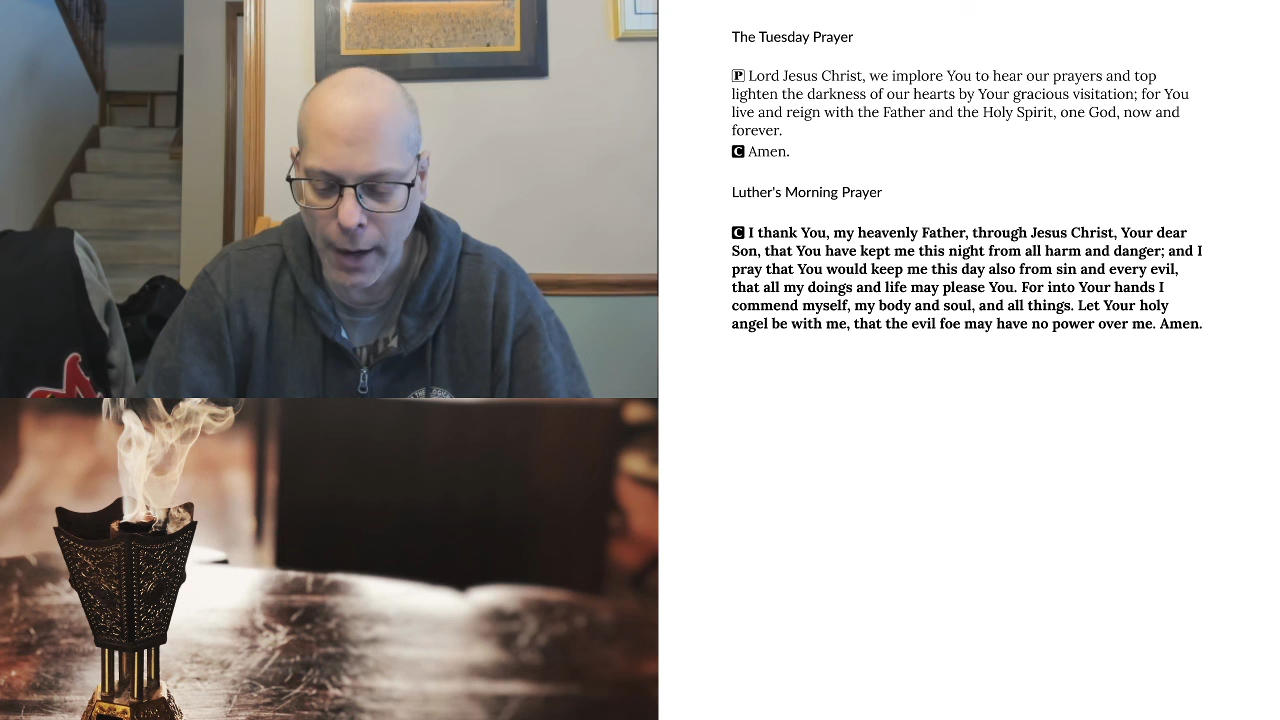 The Tuesday Prayer
P Lord Jesus Christ, we implore You to hear our prayers and top
lighten the darkness of our hearts by Your gracious visitation; for You
live and reign with the Father and the Holy Spirit, one God, now and
forever.
C Amen.
Luther's Morning Prayer
C I thank You, my heavenly Father, through Jesus Christ, Your dear
Son, that You have kept me this night from all harm and danger; and I
pray that You would keep me this day also from sin and every evil,
that all my doings and life may please You. For into Your hands I
commend myself, my body and soul, and all things. Let Your holy
angel be with me, that the evil foe may have no power over me. Amen.